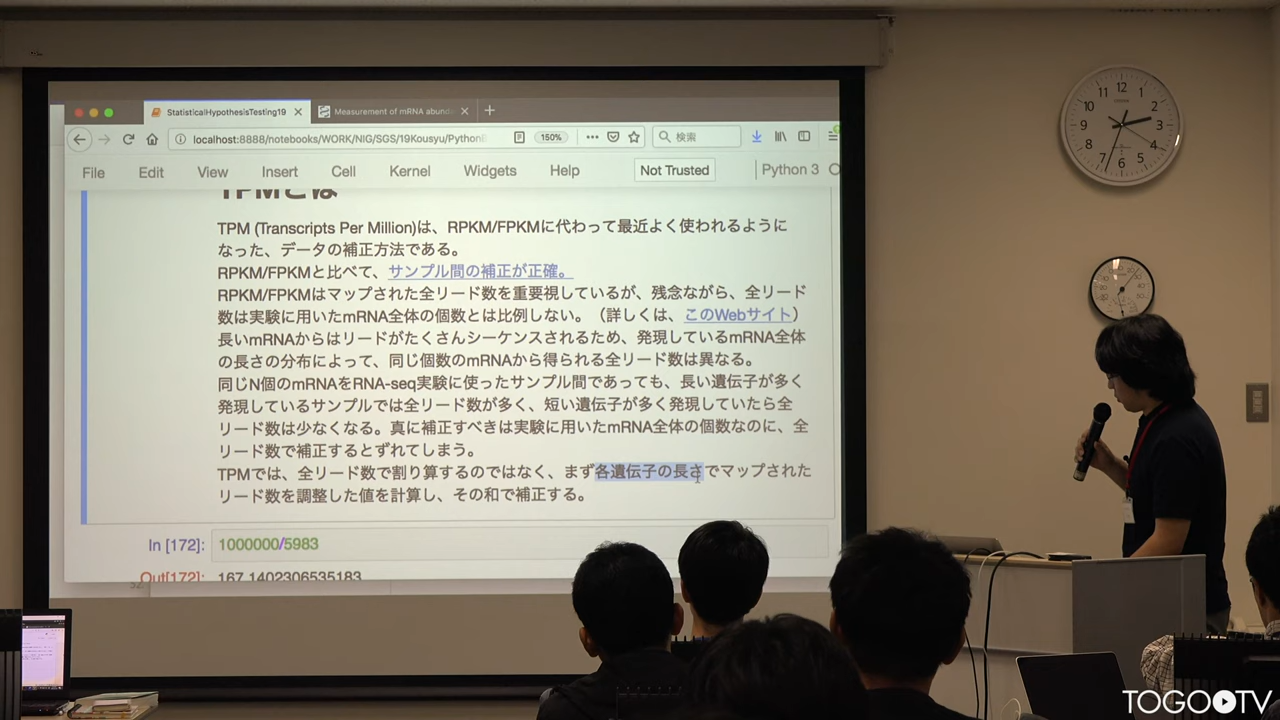 StatisticalHypothesisTesting19
Measurement of mRNA abund
localhost:8888/notebooks/WORK/NIG/SGS/19Kousyu/Python
150%
検索
File Edit View Insert Cell Kernel Widgets Help
Not Trusted
Python 3
TPMとは
TPM (Transcripts Per Million)は、RPKM/FPKMに代わって最近よく使われるように
なった、データの補正方法である。
RPKM/FPKMと比べて、サンプル間の補正が正確。
RPKM/FPKMはマップされた全リード数を重要視しているが、残念ながら、全リード
数は実験に用いたmRNA全体の個数とは比例しない。（詳しくは、このWebサイト）
長いmRNAからはリードがたくさんシーケンスされるため、発現しているmRNA全体
の長さの分布によって、同じ個数のmRNAから得られる全リード数は異なる。
同じN個のmRNAをRNA-seq実験に使ったサンプル間であっても、長い遺伝子が多く
発現しているサンプルでは全リード数が多く、短い遺伝子が多く発現していたら全
リード数は少なくなる。真に補正すべきは実験に用いたmRNA全体の個数なのに、全
リード数で補正するとずれてしまう。
TPMでは、全リード数で割り算するのではなく、まず各遺伝子の長さでマップされた
リード数を調整した値を計算し、その和で補正する。
In [172]: 1000000/5983
Out[172]: 167.1402306535183
12
1
2
3
4
5
6
7
8
9
10
11
TOGOTV